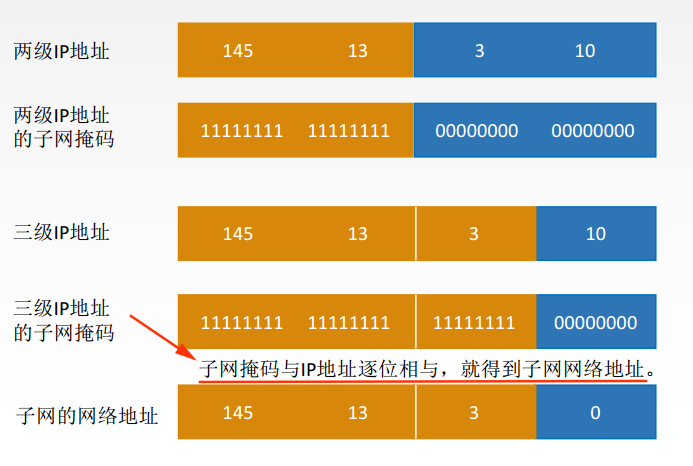 两级IP地址 145 13 3 10
两级IP地址
的子网掩码
11111111 11111111 00000000 00000000
三级IP地址 145 13 3 10
三级IP地址
的子网掩码
11111111 11111111 11111111 00000000
子网掩码与IP地址逐位相与，就得到子网网络地址。
子网的网络地址 145 13 3 0